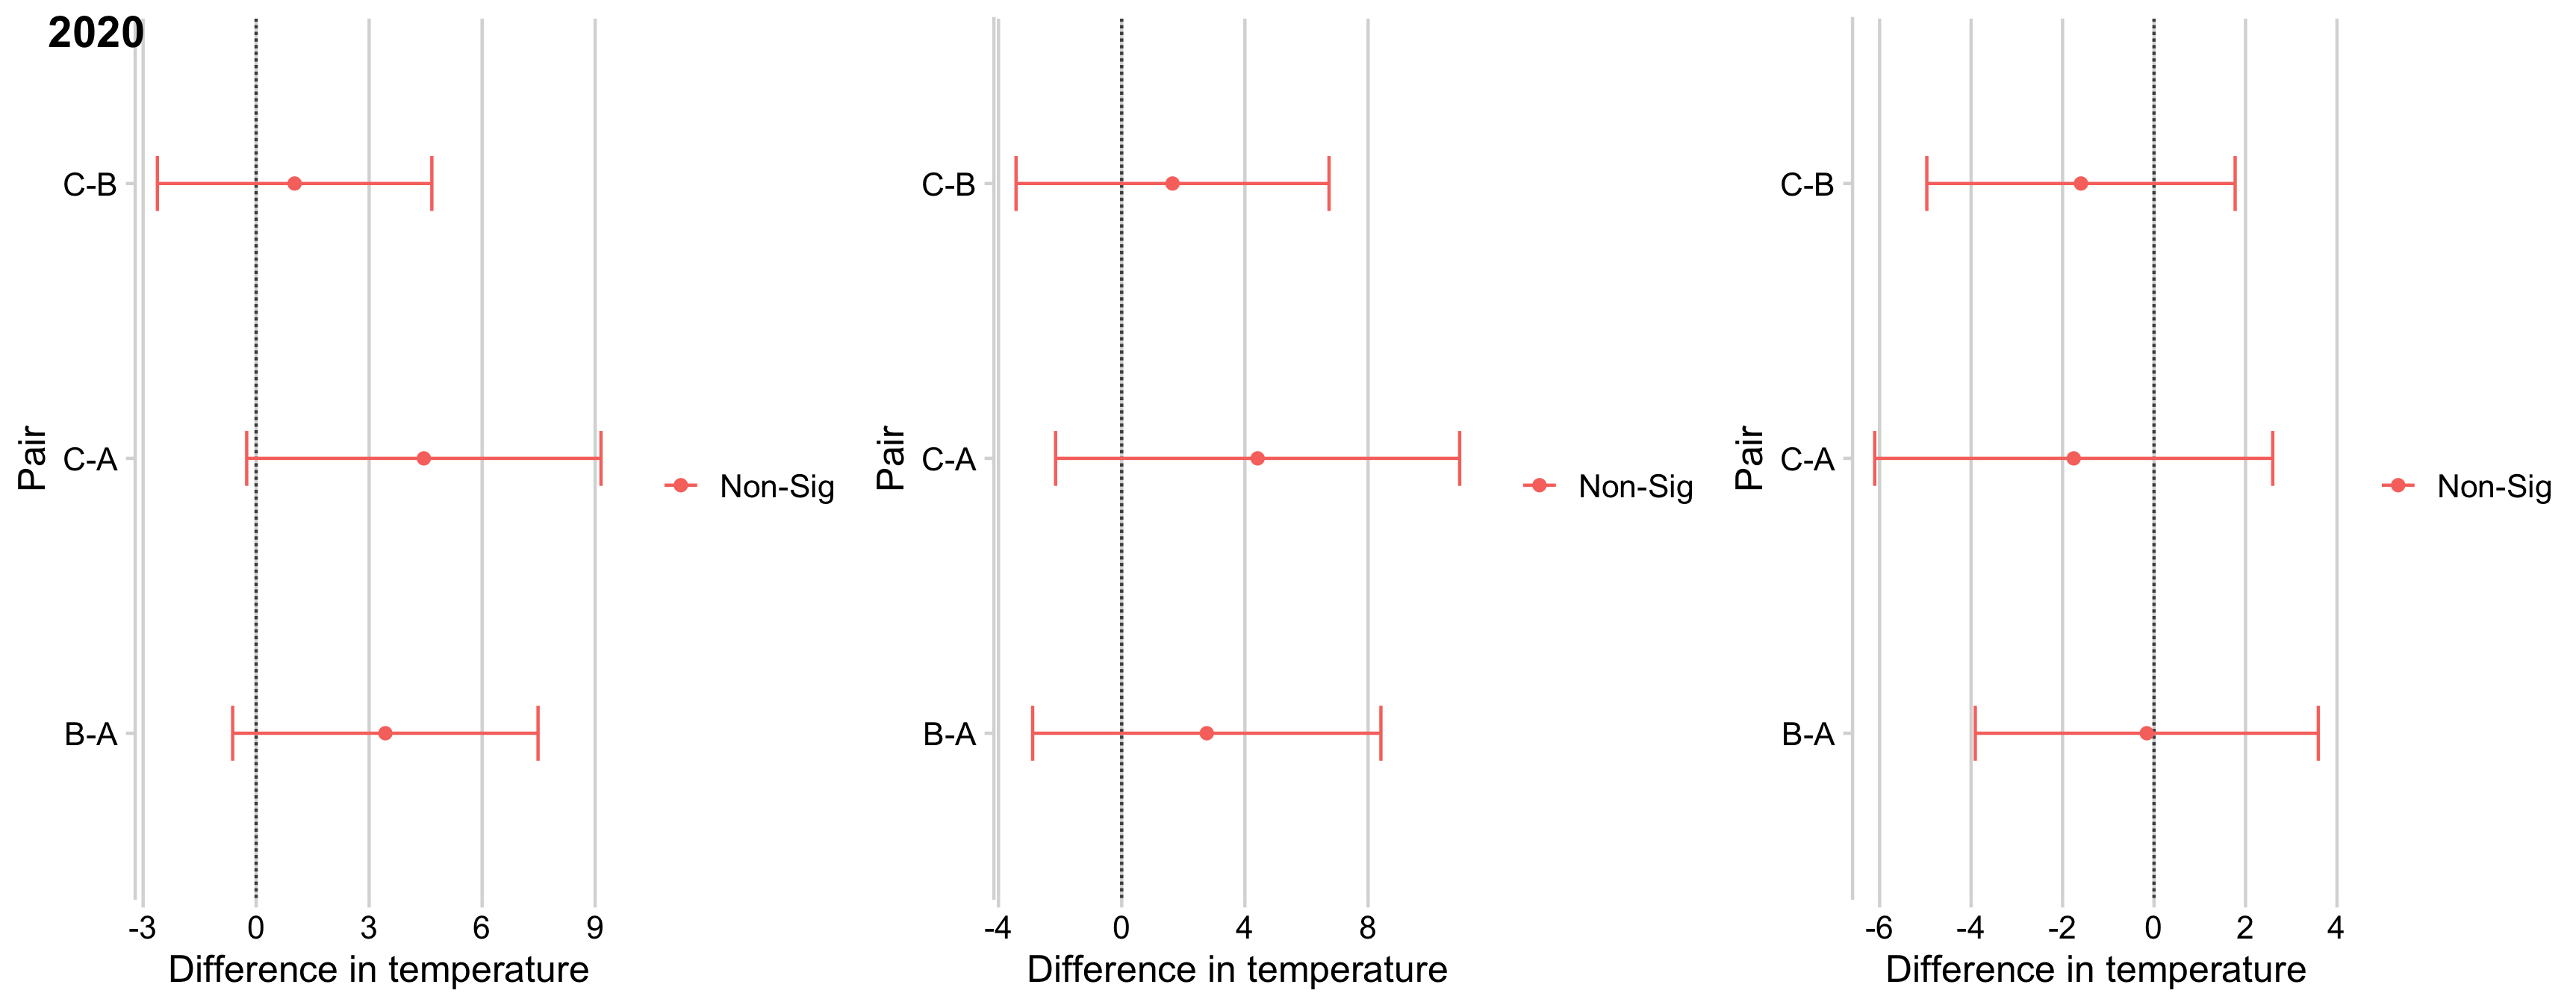 2020
Pair
C-B
C-A
B-A
-3 0 3 6 9
Difference in temperature
Non-Sig
Pair
C-B
C-A
B-A
-4 0 4 8
Difference in temperature
Non-Sig
Pair
C-B
C-A
B-A
-6 -4 -2 0 2 4
Difference in temperature
Non-Sig